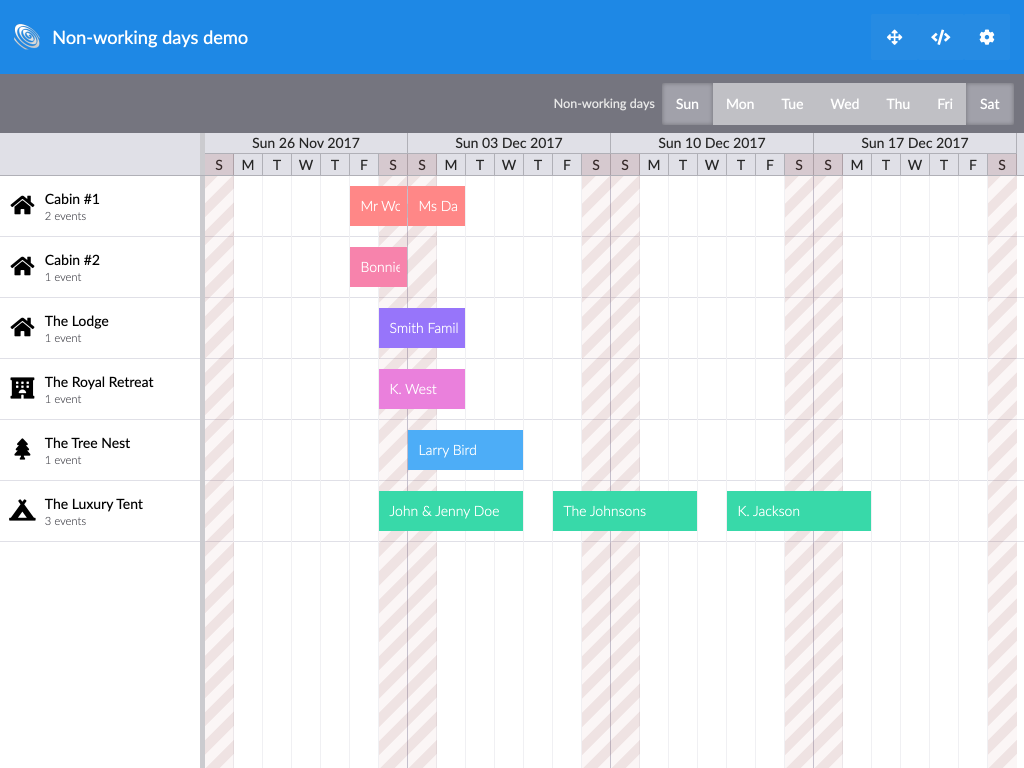 Non-working days demo
Non-working days Sun Mon Tue Wed Thu Fri Sat
Sun 26 Nov 2017 Sun 03 Dec 2017 Sun 10 Dec 2017 Sun 17 Dec 2017
S M T W T F S S M T W T F S S M T W T F S S M T W T F S
Cabin #1
2 events
Mr Wo Ms Da
Cabin #2
1 event
Bonnie
The Lodge
1 event
Smith Famil
The Royal Retreat
1 event
K. West
The Tree Nest
1 event
Larry Bird
The Luxury Tent
3 events
John & Jenny Doe The Johnsons K. Jackson